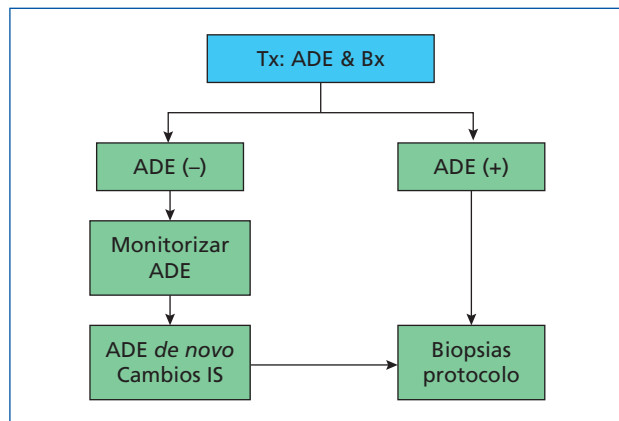 Tx: ADE & Bx
ADE (–)
ADE (+)
Monitorizar
ADE
ADE de novo
Cambios IS
Biopsias
protocolo